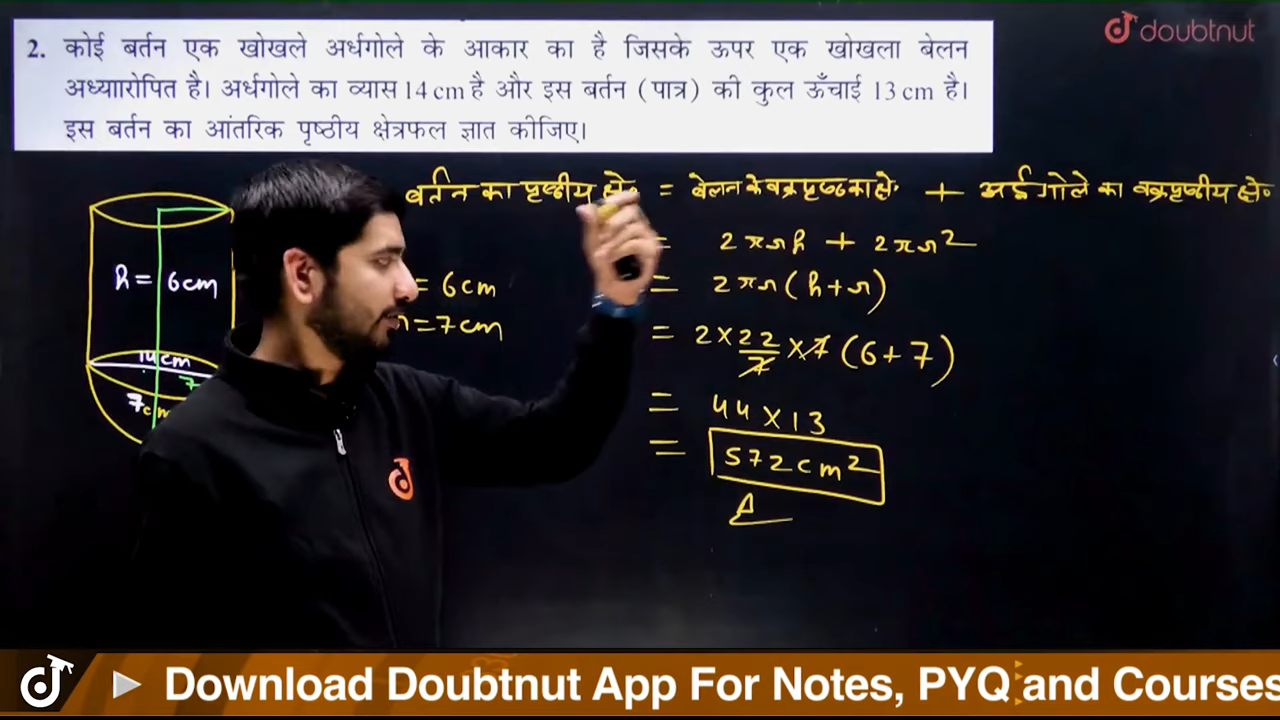 doubtnut
2. कोई बर्तन एक खोखले अर्धगोले के आकार का है जिसके ऊपर एक खोखला बेलन
अध्याारोपित है। अर्धगोले का व्यास 14 cm है और इस बर्तन (पात्र) की कुल ऊँचाई 13 cm है।
इस बर्तन का आंतरिक पृष्ठीय क्षेत्रफल ज्ञात कीजिए।
बर्तन का पृष्ठीय क्षे॰ = बेलन के वक्रपृष्ठ का क्षे॰ + अर्द्धगोले का वक्रपृष्ठीय क्षे॰
= 2πrh + 2πr²
h = 6cm
= 6cm
= 2πr(h+r)
= 7cm
= 2 × 22/7 × 7 (6+7)
14cm
7
7cm
= 44 × 13
= 572cm²
Download Doubtnut App For Notes, PYQ and Courses